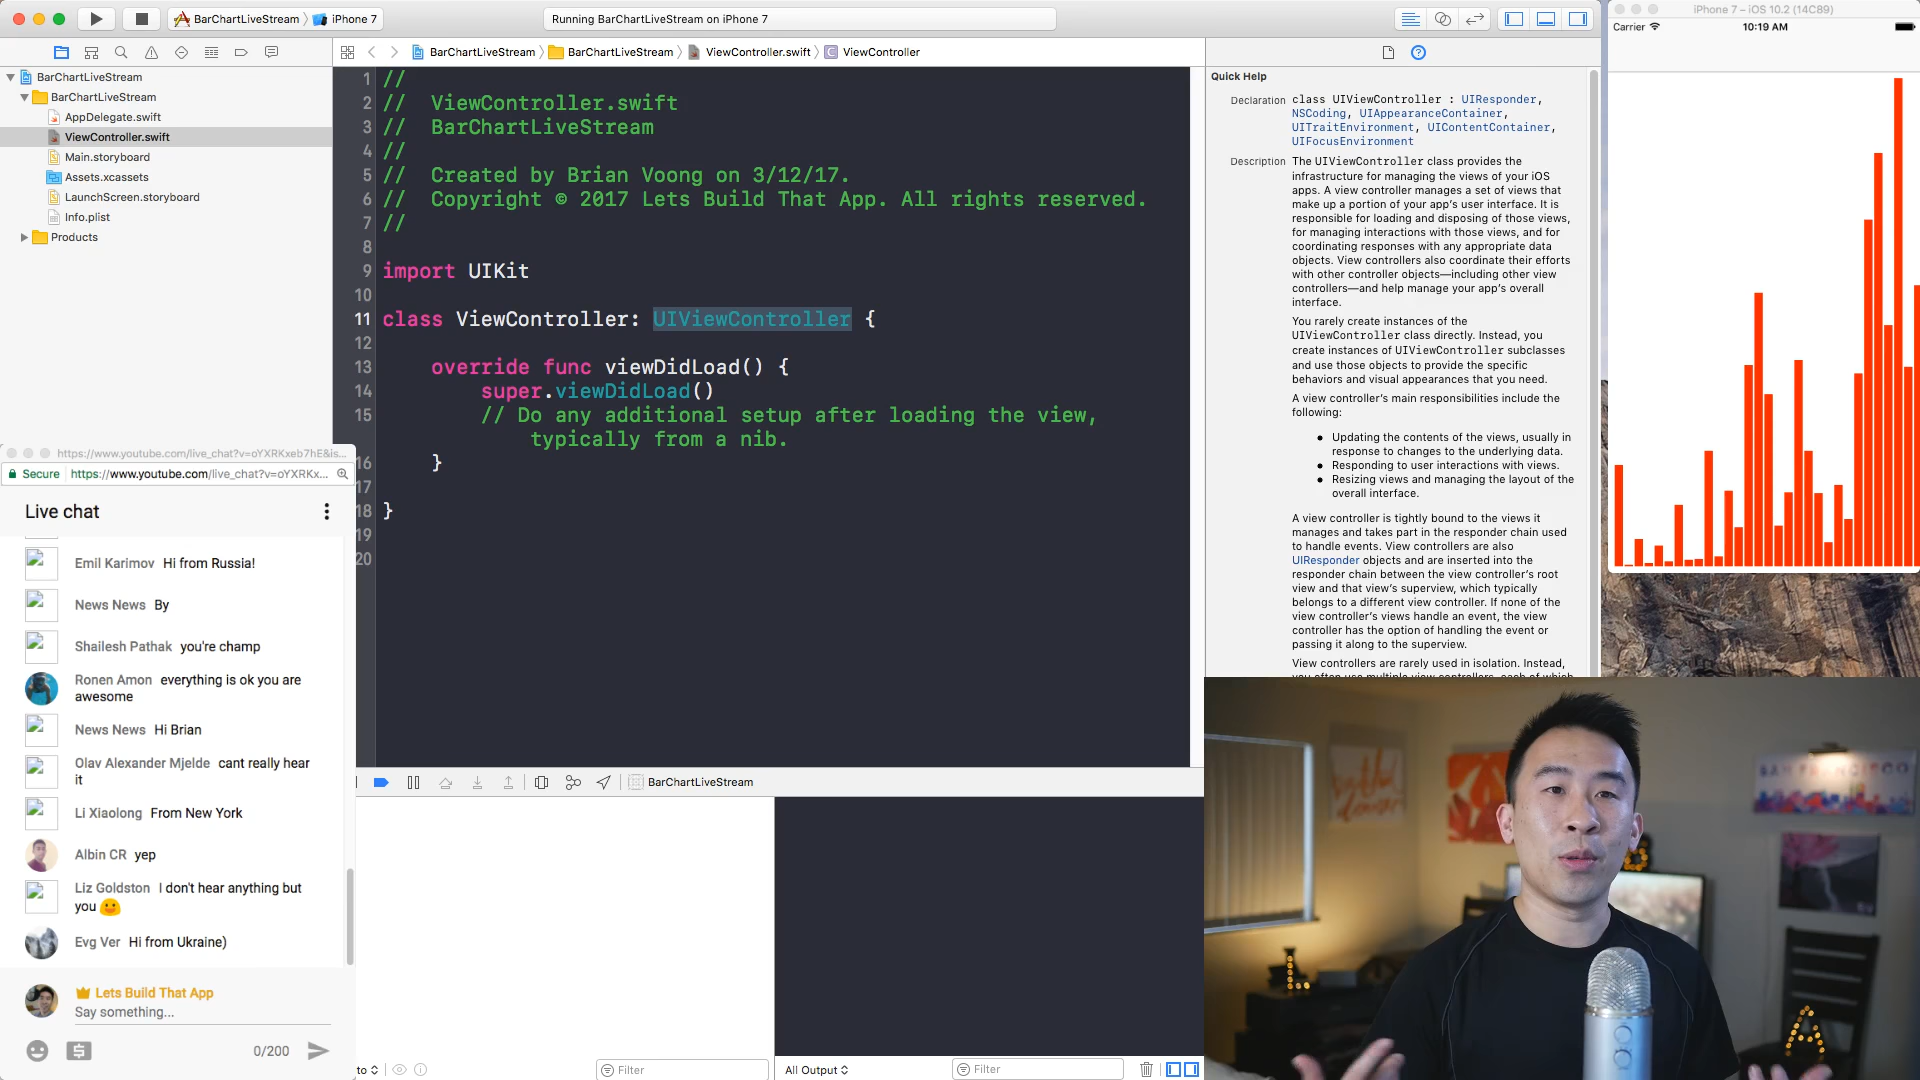 BarChartLiveStream
iPhone 7
Running BarChartLiveStream on iPhone 7
BarChartLiveStream
BarChartLiveStream
ViewController.swift
ViewController
BarChartLiveStream
BarChartLiveStream
AppDelegate.swift
ViewController.swift
Main.storyboard
Assets.xcassets
LaunchScreen.storyboard
Info.plist
Products
1 //
2 // ViewController.swift
3 // BarChartLiveStream
4 //
5 // Created by Brian Voong on 3/12/17.
6 // Copyright © 2017 Lets Build That App. All rights reserved.
7 //
8
9 import UIKit
10
11 class ViewController: UIViewController {
12
13 override func viewDidLoad() {
14 super.viewDidLoad()
15 // Do any additional setup after loading the view,
typically from a nib.
16 }
17
18 }
19
20
Quick Help
Declaration class UIViewController : UIResponder,
NSCoding, UIAppearanceContainer,
UITraitEnvironment, UIContentContainer,
UIFocusEnvironment
Description The UIViewController class provides the
infrastructure for managing the views of your iOS
apps. A view controller manages a set of views that
make up a portion of your app's user interface. It is
responsible for loading and disposing of those views,
for managing interactions with those views, and for
coordinating responses with any appropriate data
objects. View controllers also coordinate their efforts
with other controller objects—including other view
controllers—and help manage your app's overall
interface.
You rarely create instances of the
UIViewController class directly. Instead, you
create instances of UIViewController subclasses
and use those objects to provide the specific
behaviors and visual appearances that you need.
A view controller's main responsibilities include the
following:
• Updating the contents of the views, usually in
response to changes to the underlying data.
• Responding to user interactions with views.
• Resizing views and managing the layout of the
overall interface.
A view controller is tightly bound to the views it
manages and takes part in the responder chain used
to handle events. View controllers are also
UIResponder objects and are inserted into the
responder chain between the view controller's root
view and that view's superview, which typically
belongs to a different view controller. If none of the
view controller's views handle an event, the view
controller has the option of handling the event or
passing it along to the superview.
View controllers are rarely used in isolation. Instead,
you often use multiple view controllers, each of which
iPhone 7 – iOS 10.2 (14C89)
Carrier
10:19 AM
https://www.youtube.com/live_chat?v=oYXRKxeb7hE&is...
Secure
https://www.youtube.com/live_chat?v=oYXRKx...
Live chat
Emil Karimov Hi from Russia!
News News By
Shailesh Pathak you're champ
Ronen Amon everything is ok you are
awesome
News News Hi Brian
Olav Alexander Mjelde cant really hear
it
Li Xiaolong From New York
Albin CR yep
Liz Goldston I don't hear anything but
you
Evg Ver Hi from Ukraine)
Lets Build That App
Say something...
0/200
BarChartLiveStream
to
Filter
All Output
Filter
SAN FRANCISCO
L
A